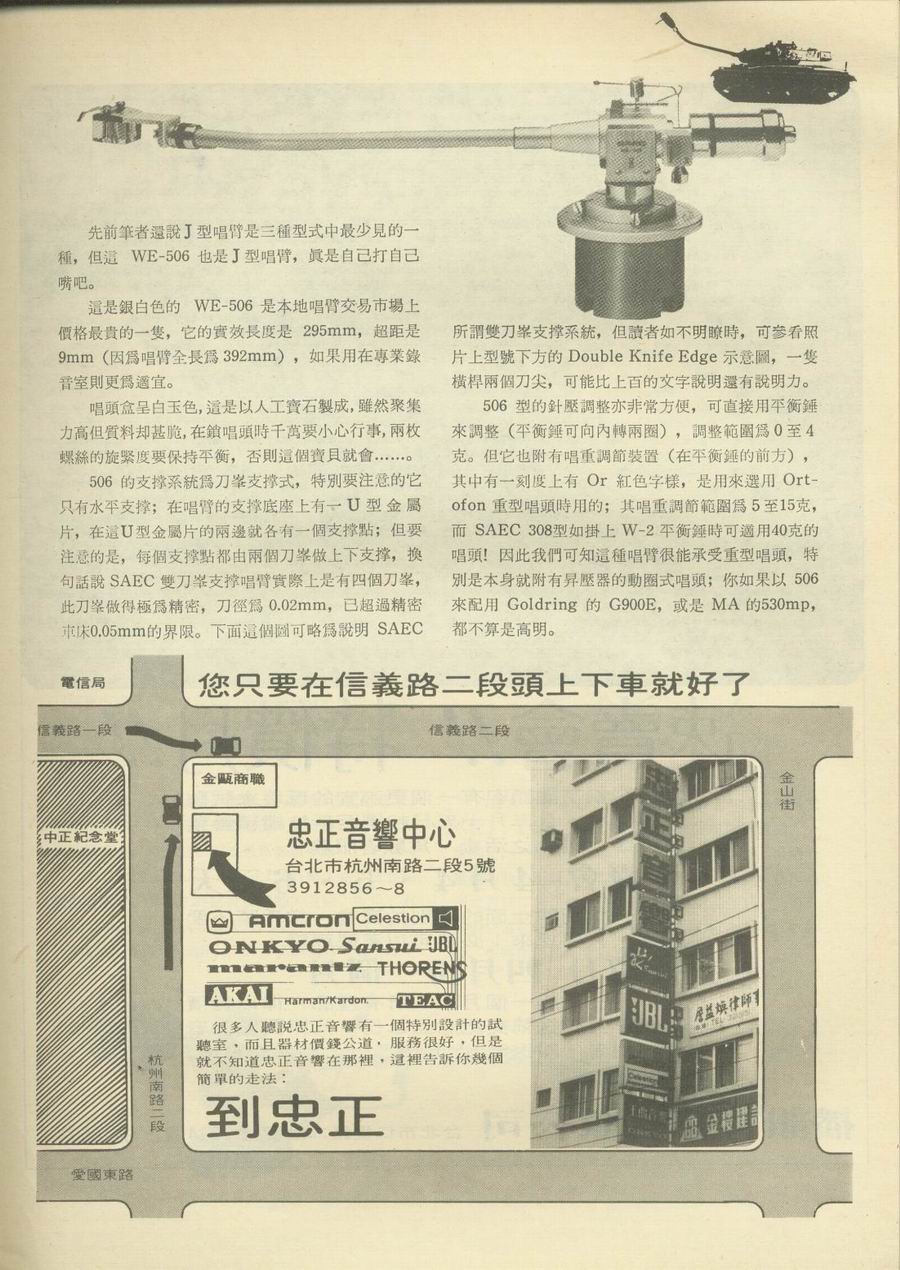 先前筆者還說J型唱臂是三種型式中最少見的一
種，但這 WE-506 也是J型唱臂，眞是自己打自己
嘴吧。
這是銀白色的 WE-506 是本地唱臂交易市場上
價格最貴的一隻，它的實效長度是 295mm，超距是
9mm（因爲唱臂全長爲 392mm），如果用在專業錄
音室則更爲適宜。
唱頭盒呈白玉色，這是以人工寶石製成，雖然聚集
力高但質料却甚脆，在鎖唱頭時千萬要小心行事，兩枚
螺絲的旋緊度要保持平衡，否則這個寶貝就會……。
506 的支撐系統爲刀峯支撐式，特別要注意的它
只有水平支撐；在唱臂的支撐底座上有一 U 型金屬
片，在這U型金屬片的兩邊就各有一個支撐點；但要
注意的是，每個支撐點都由兩個刀峯做上下支撐，換
句話說 SAEC 雙刀峯支撐唱臂實際上是有四個刀峯，
此刀峯做得極爲精密，刀徑爲 0.02mm，已超過精密
車床0.05mm的界限。下面這個圖可略爲說明 SAEC
所謂雙刀峯支撐系統，但讀者如不明瞭時，可參看照
片上型號下方的 Double Knife Edge 示意圖，一隻
橫桿兩個刀尖，可能比上百的文字說明還有說明力。
506 型的針壓調整亦非常方便，可直接用平衡錘
來調整（平衡錘可向內轉兩圈），調整範圍爲 0 至 4
克。但它也附有唱重調節裝置（在平衡錘的前方），
其中有一刻度上有 Or 紅色字樣，是用來選用 Ort-
ofon 重型唱頭時用的；其唱重調節範圍爲 5 至15克，
而 SAEC 308型如掛上 W-2 平衡錘時可適用40克的
唱頭！因此我們可知這種唱臂很能承受重型唱頭，特
別是本身就附有昇壓器的動圈式唱頭；你如果以 506
來配用 Goldring 的 G900E，或是 MA 的530mp，
都不算是高明。
您只要在信義路二段頭上下車就好了
電信局
信義路一段
信義路二段
金山街
金甌商職
中正紀念堂
忠正音響中心
台北市杭州南路二段5號
3912856～8
AMCRON Celestion
ONKYO Sansui JBL
marantz THORENS
AKAI Harman/Kardon. TEAC
很多人聽説忠正音響有一個特別設計的試
聽室，而且器材價錢公道，服務很好，但是
就不知道忠正音響在那裡，這裡告訴你幾個
簡單的走法：
到忠正
杭州南路二段
愛國東路
忠正音響
JBL
Celestion
居益煥律師事